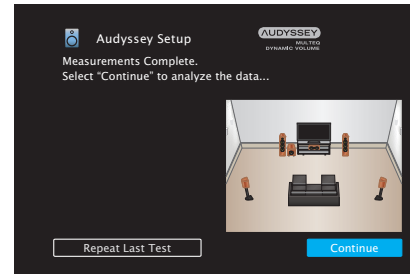 Audyssey Setup
AUDYSSEY
MULTEQ
DYNAMIC VOLUME
Measurements Complete.
Select “Continue” to analyze the data...
Repeat Last Test
Continue